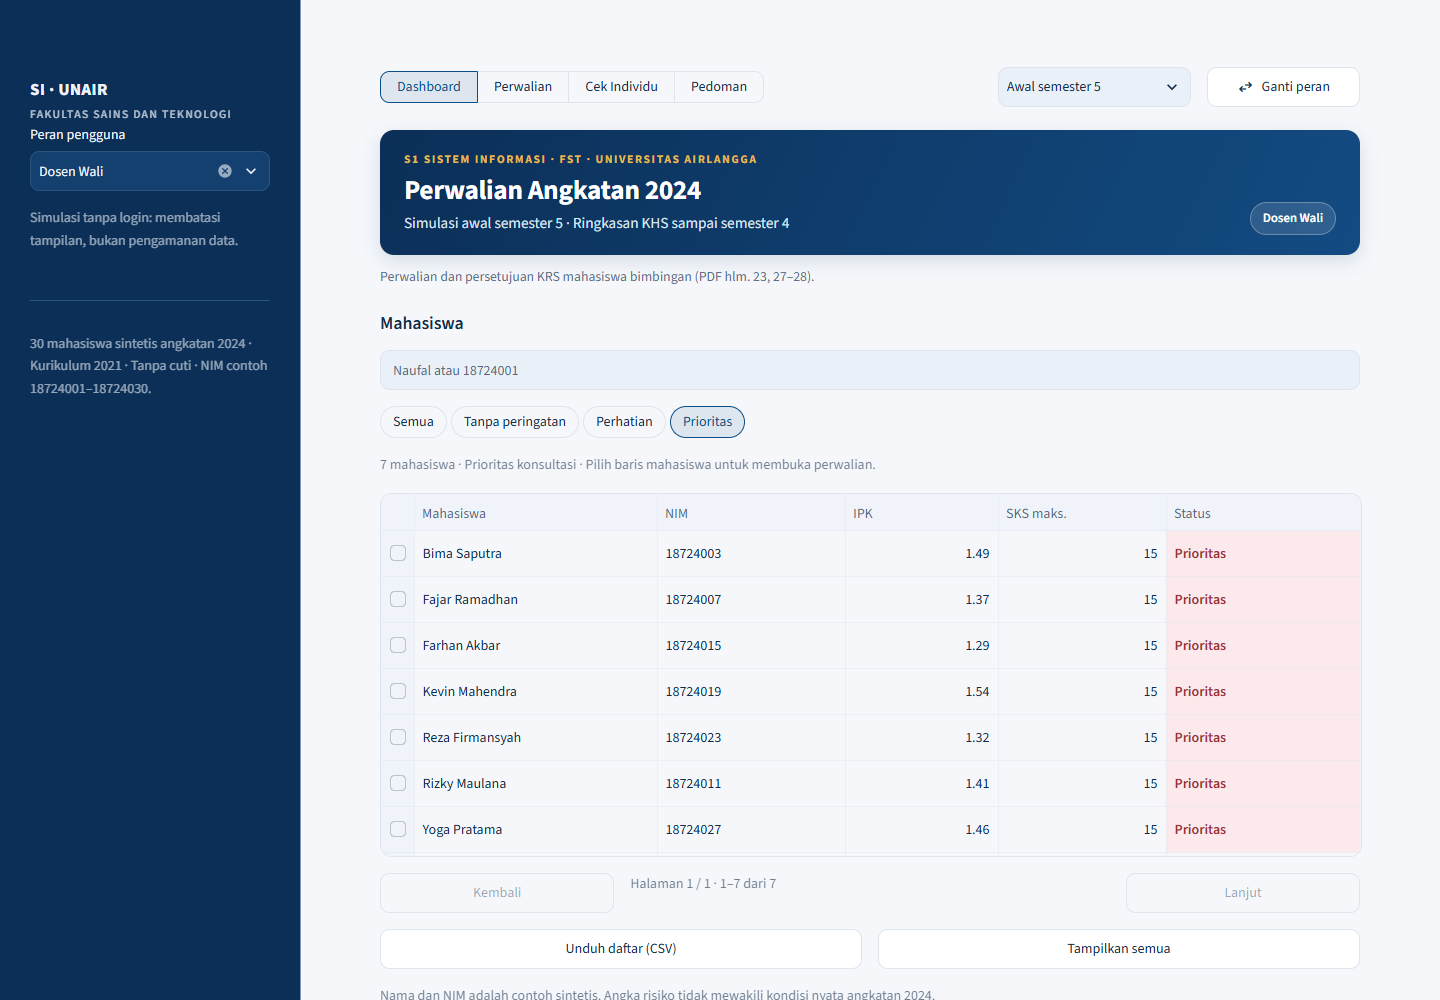 SI · UNAIR
FAKULTAS SAINS DAN TEKNOLOGI
Peran pengguna
Dosen Wali
Simulasi tanpa login: membatasi
tampilan, bukan pengamanan data.
30 mahasiswa sintetis angkatan 2024 ·
Kurikulum 2021 · Tanpa cuti · NIM contoh
18724001–18724030.
Dashboard Perwalian Cek Individu Pedoman
Awal semester 5
Ganti peran
S1 SISTEM INFORMASI · FST · UNIVERSITAS AIRLANGGA
Perwalian Angkatan 2024
Simulasi awal semester 5 · Ringkasan KHS sampai semester 4
Dosen Wali
Perwalian dan persetujuan KRS mahasiswa bimbingan (PDF hlm. 23, 27–28).
Mahasiswa
Naufal atau 18724001
Semua Tanpa peringatan Perhatian Prioritas
7 mahasiswa · Prioritas konsultasi · Pilih baris mahasiswa untuk membuka perwalian.
Mahasiswa NIM IPK SKS maks. Status
Bima Saputra 18724003 1.49 15 Prioritas
Fajar Ramadhan 18724007 1.37 15 Prioritas
Farhan Akbar 18724015 1.29 15 Prioritas
Kevin Mahendra 18724019 1.54 15 Prioritas
Reza Firmansyah 18724023 1.32 15 Prioritas
Rizky Maulana 18724011 1.41 15 Prioritas
Yoga Pratama 18724027 1.46 15 Prioritas
Kembali Halaman 1 / 1 · 1–7 dari 7 Lanjut
Unduh daftar (CSV) Tampilkan semua
Nama dan NIM adalah contoh sintetis. Angka risiko tidak mewakili kondisi nyata angkatan 2024.